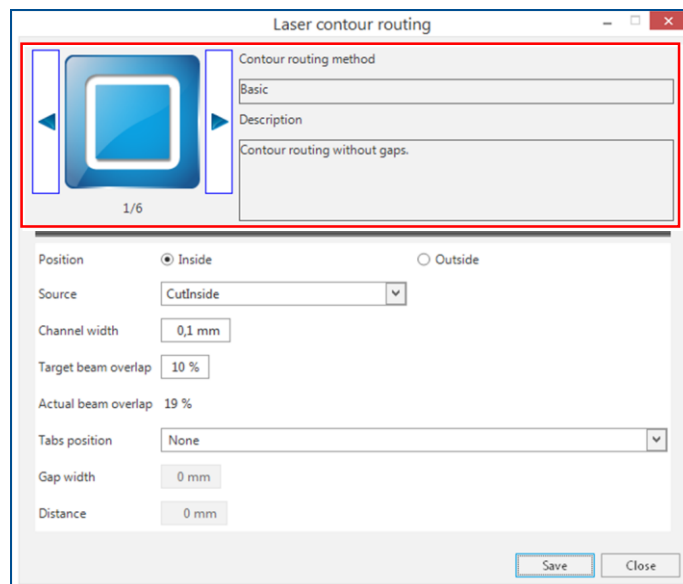 Laser contour routing
Contour routing method
Basic
Description
Contour routing without gaps.
1/6
Position Inside Outside
Source CutInside
Channel width 0,1 mm
Target beam overlap 10 %
Actual beam overlap 19 %
Tabs position None
Gap width 0 mm
Distance 0 mm
Save Close